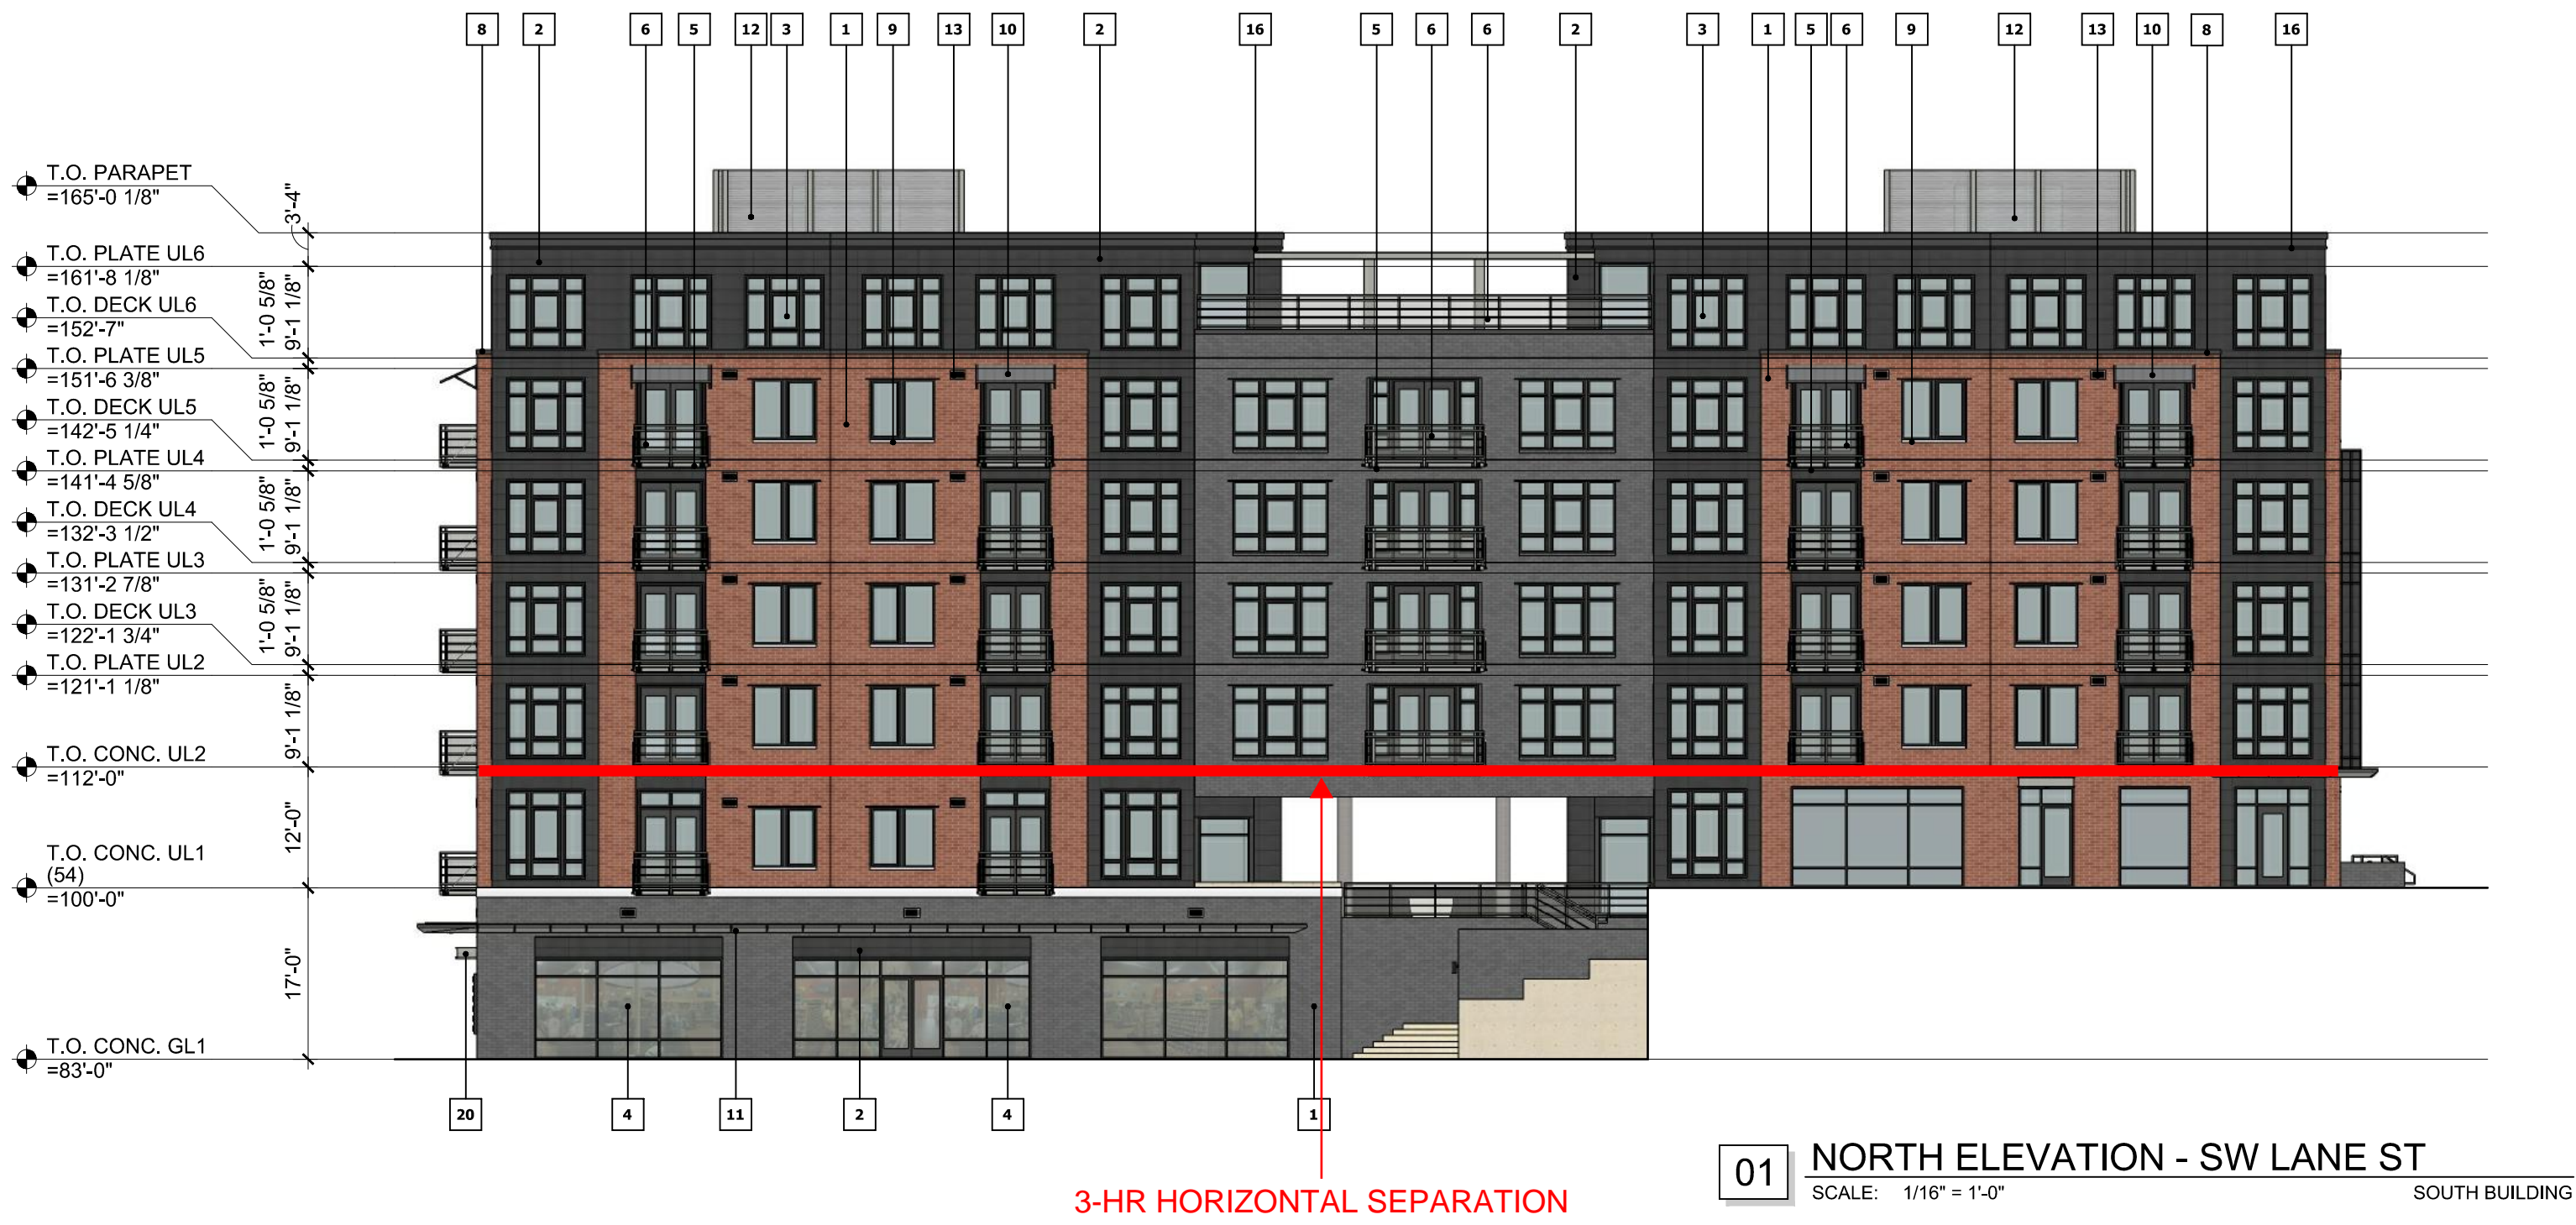 8 2 6 5 12 3 1 9 13 10 2 16 5 6 6 2 3 1 5 6 9 12 13 10 8 16
T.O. PARAPET
=165'-0 1/8"
3'-4"
T.O. PLATE UL6
=161'-8 1/8"
9'-1 1/8"
T.O. DECK UL6
=152'-7"
1'-0 5/8"
T.O. PLATE UL5
=151'-6 3/8"
9'-1 1/8"
T.O. DECK UL5
=142'-5 1/4"
1'-0 5/8"
T.O. PLATE UL4
=141'-4 5/8"
9'-1 1/8"
T.O. DECK UL4
=132'-3 1/2"
1'-0 5/8"
T.O. PLATE UL3
=131'-2 7/8"
9'-1 1/8"
T.O. DECK UL3
=122'-1 3/4"
1'-0 5/8"
T.O. PLATE UL2
=121'-1 1/8"
9'-1 1/8"
T.O. CONC. UL2
=112'-0"
12'-0"
T.O. CONC. UL1
(54)
=100'-0"
17'-0"
T.O. CONC. GL1
=83'-0"
20 4 11 2 4 1
3-HR HORIZONTAL SEPARATION
01 NORTH ELEVATION - SW LANE ST
SCALE: 1/16" = 1'-0" SOUTH BUILDING